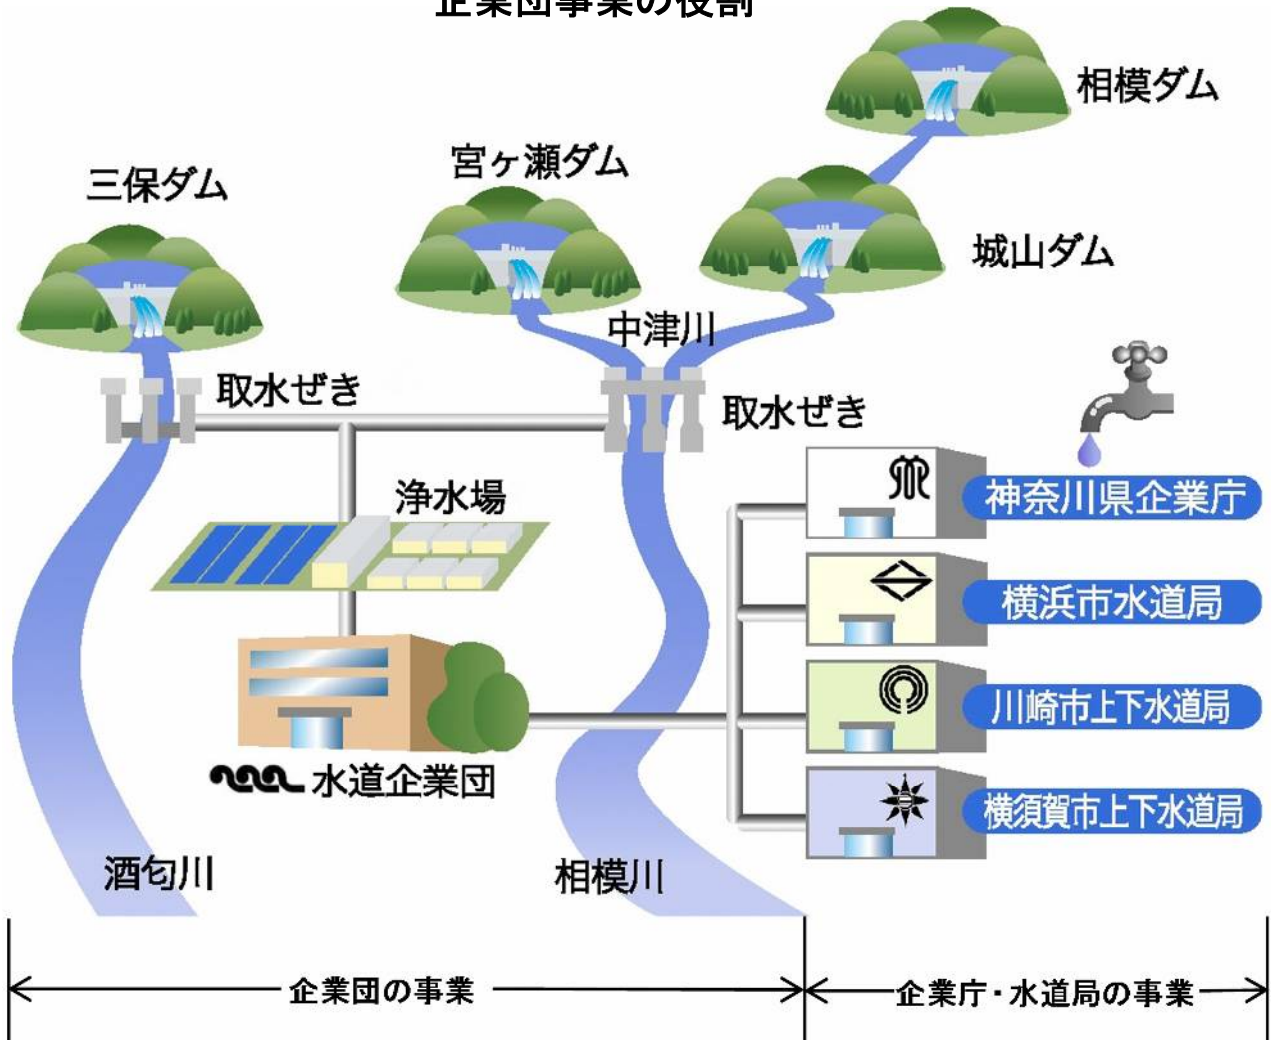 企業団事業の役割
相模ダム
宮ヶ瀬ダム
三保ダム
城山ダム
中津川
取水ぜき
取水ぜき
浄水場
神奈川県企業庁
横浜市水道局
川崎市上下水道局
水道企業団
横須賀市上下水道局
酒匂川
相模川
企業団の事業
企業庁・水道局の事業